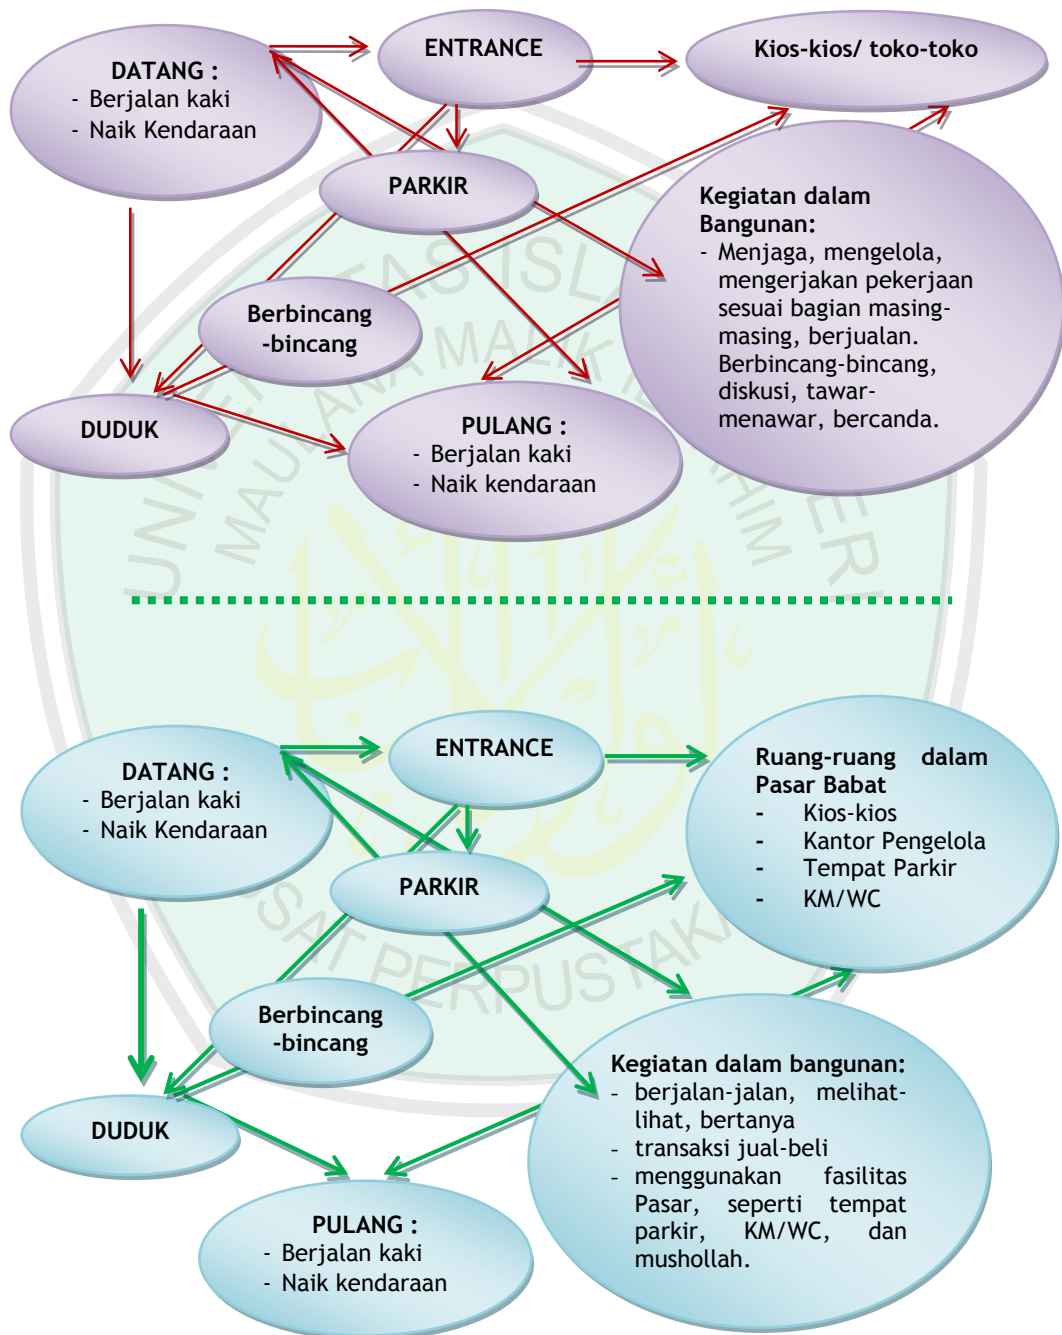 ENTRANCE
Kios-kios/ toko-toko
DATANG :
- Berjalan kaki
- Naik Kendaraan
PARKIR
Kegiatan dalam
Bangunan:
- Menjaga, mengelola,
mengerjakan pekerjaan
sesuai bagian masing-
masing, berjualan.
Berbincang-bincang,
diskusi, tawar-
menawar, bercanda.
Berbincang
-bincang
DUDUK
PULANG :
- Berjalan kaki
- Naik kendaraan
ENTRANCE
DATANG :
- Berjalan kaki
- Naik Kendaraan
Ruang-ruang dalam
Pasar Babat
- Kios-kios
- Kantor Pengelola
- Tempat Parkir
- KM/WC
PARKIR
Berbincang
-bincang
Kegiatan dalam bangunan:
- berjalan-jalan, melihat-
lihat, bertanya
- transaksi jual-beli
- menggunakan fasilitas
Pasar, seperti tempat
parkir, KM/WC, dan
mushollah.
DUDUK
PULANG :
- Berjalan kaki
- Naik kendaraan